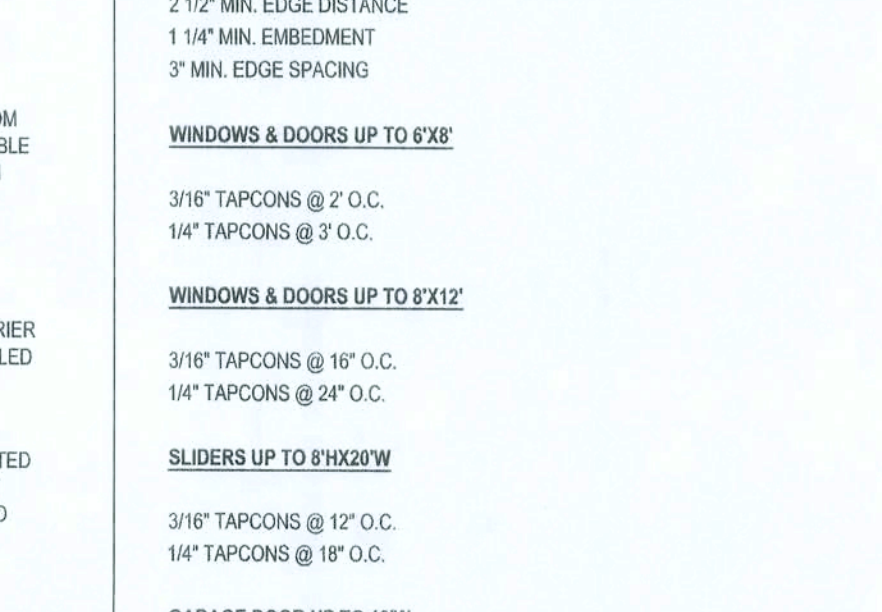 2 1/2" MIN. EDGE DISTANCE
1 1/4" MIN. EMBEDMENT
3" MIN. EDGE SPACING
WINDOWS & DOORS UP TO 6'X8'
3/16" TAPCONS @ 2' O.C.
1/4" TAPCONS @ 3' O.C.
WINDOWS & DOORS UP TO 8'X12'
3/16" TAPCONS @ 16" O.C.
1/4" TAPCONS @ 24" O.C.
SLIDERS UP TO 8'HX20'W
3/16" TAPCONS @ 12" O.C.
1/4" TAPCONS @ 18" O.C.